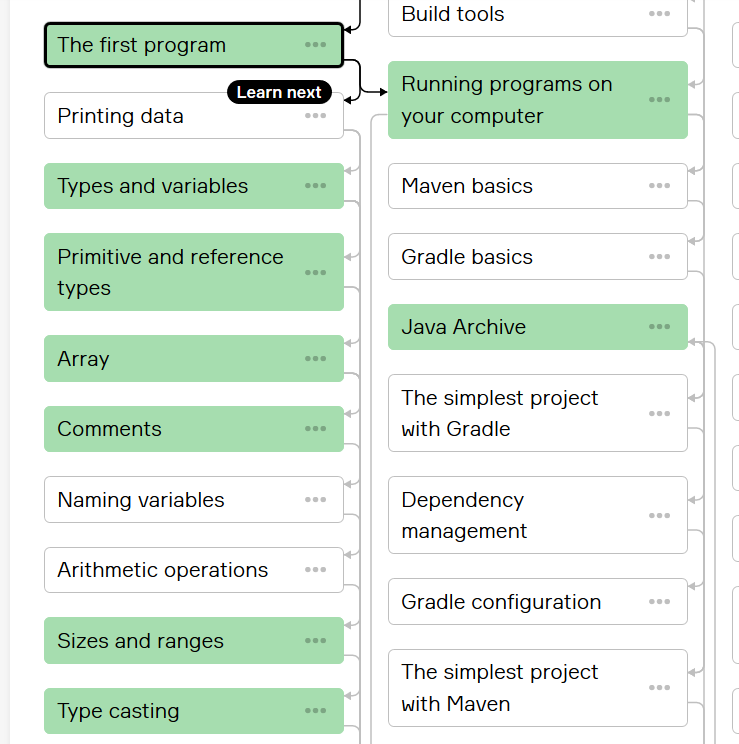 The first program
Learn next
Printing data
Types and variables
Primitive and reference
types
Array
Comments
Naming variables
Arithmetic operations
Sizes and ranges
Type casting
Build tools
Running programs on
your computer
Maven basics
Gradle basics
Java Archive
The simplest project
with Gradle
Dependency
management
Gradle configuration
The simplest project
with Maven